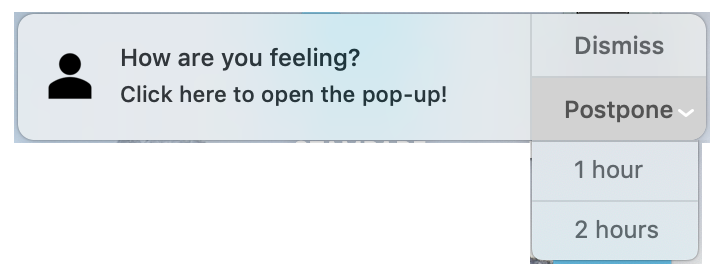 How are you feeling?
Click here to open the pop-up!
Dismiss
Postpone
1 hour
2 hours